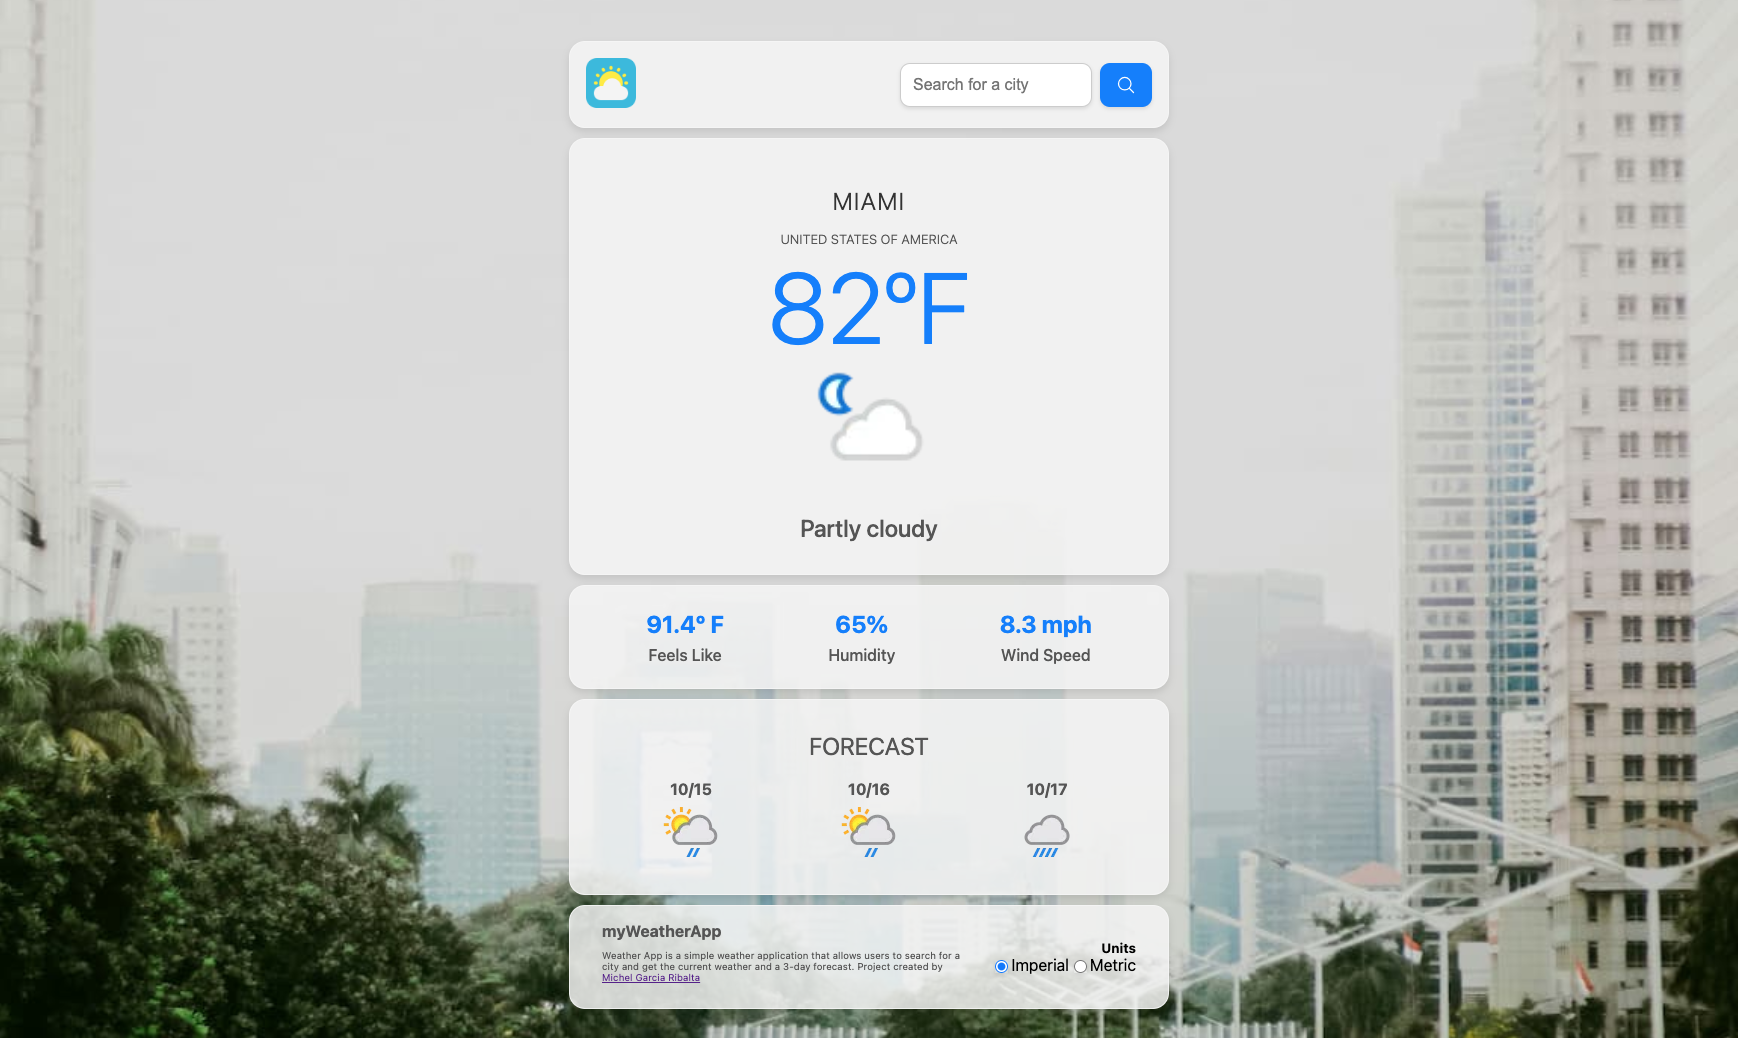 Search for a city
MIAMI
UNITED STATES OF AMERICA
82ºF
Partly cloudy
91.4° F 65% 8.3 mph
Feels Like Humidity Wind Speed
FORECAST
10/15 10/16 10/17
myWeatherApp
Weather App is a simple weather application that allows users to search for a
city and get the current weather and a 3-day forecast. Project created by
Michel Garcia Ribalta
Units
Imperial Metric